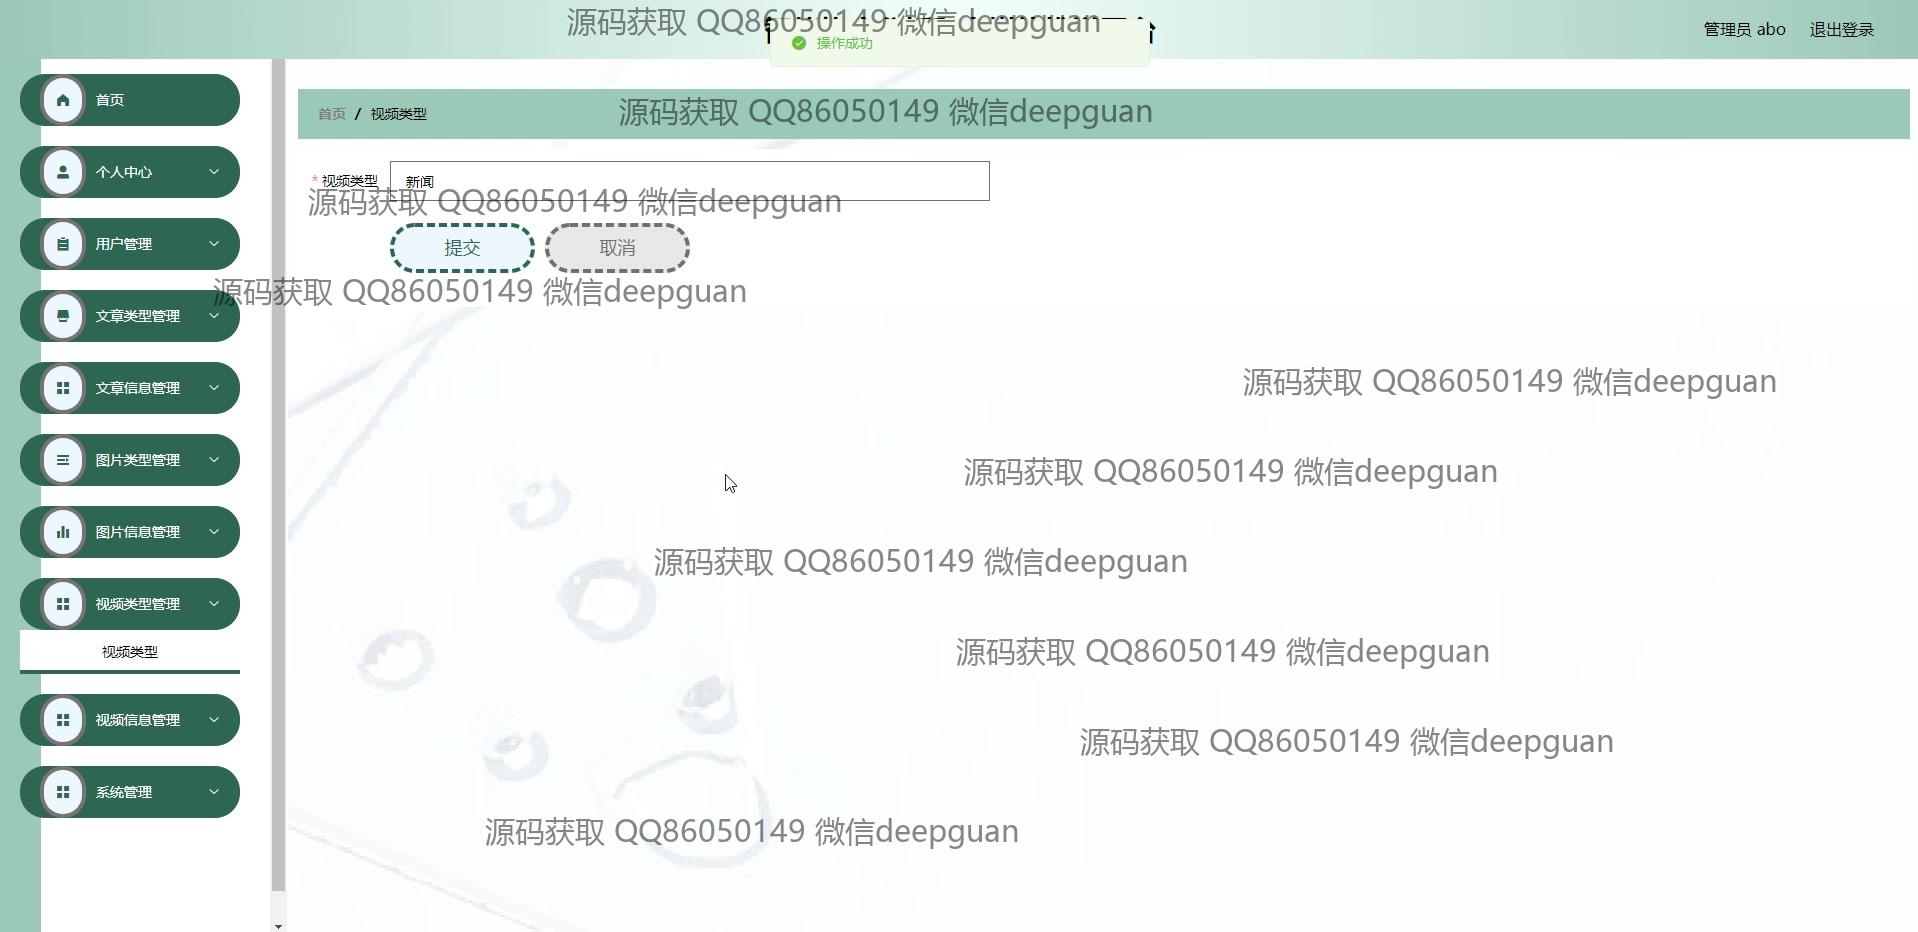 源码获取 QQ86050149 微信deepguan
操作成功
管理员 abo
退出登录
首页
个人中心
用户管理
文章类型管理
文章信息管理
图片类型管理
图片信息管理
视频类型管理
视频类型
视频信息管理
系统管理
首页 / 视频类型
源码获取 QQ86050149 微信deepguan
* 视频类型
新闻
源码获取 QQ86050149 微信deepguan
提交
取消
源码获取 QQ86050149 微信deepguan
源码获取 QQ86050149 微信deepguan
源码获取 QQ86050149 微信deepguan
源码获取 QQ86050149 微信deepguan
源码获取 QQ86050149 微信deepguan
源码获取 QQ86050149 微信deepguan
源码获取 QQ86050149 微信deepguan